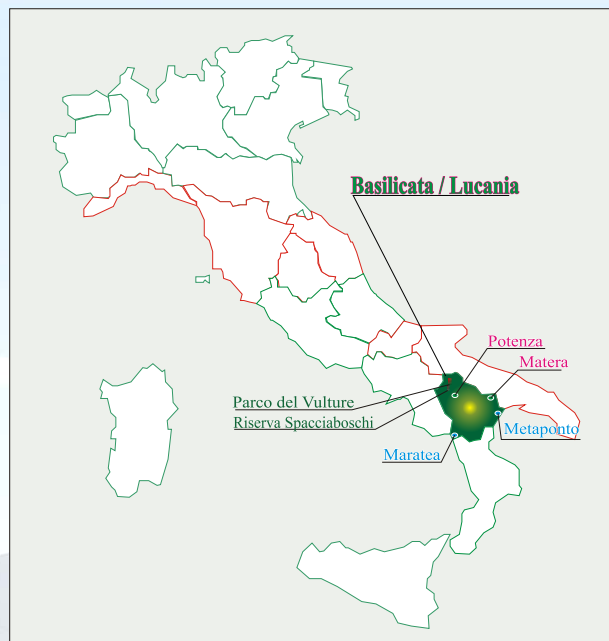 Basilicata / Lucania
Potenza
Matera
Parco del Vulture
Riserva Spacciaboschi
Metaponto
Maratea